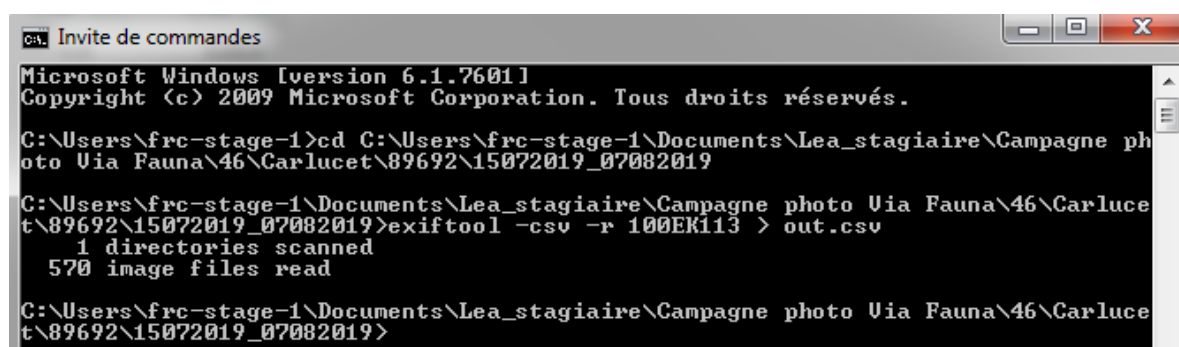 Invite de commandes
Microsoft Windows [version 6.1.7601]
Copyright (c) 2009 Microsoft Corporation. Tous droits réservés.
C:\Users\frc-stage-1>cd C:\Users\frc-stage-1\Documents\Lea_stagiaire\Campagne ph
oto Via Fauna\46\Carlucet\89692\15072019_07082019
C:\Users\frc-stage-1\Documents\Lea_stagiaire\Campagne photo Via Fauna\46\Carluce
t\89692\15072019_07082019>exiftool -csv -r 100EK113 > out.csv
1 directories scanned
570 image files read
C:\Users\frc-stage-1\Documents\Lea_stagiaire\Campagne photo Via Fauna\46\Carluce
t\89692\15072019_07082019>